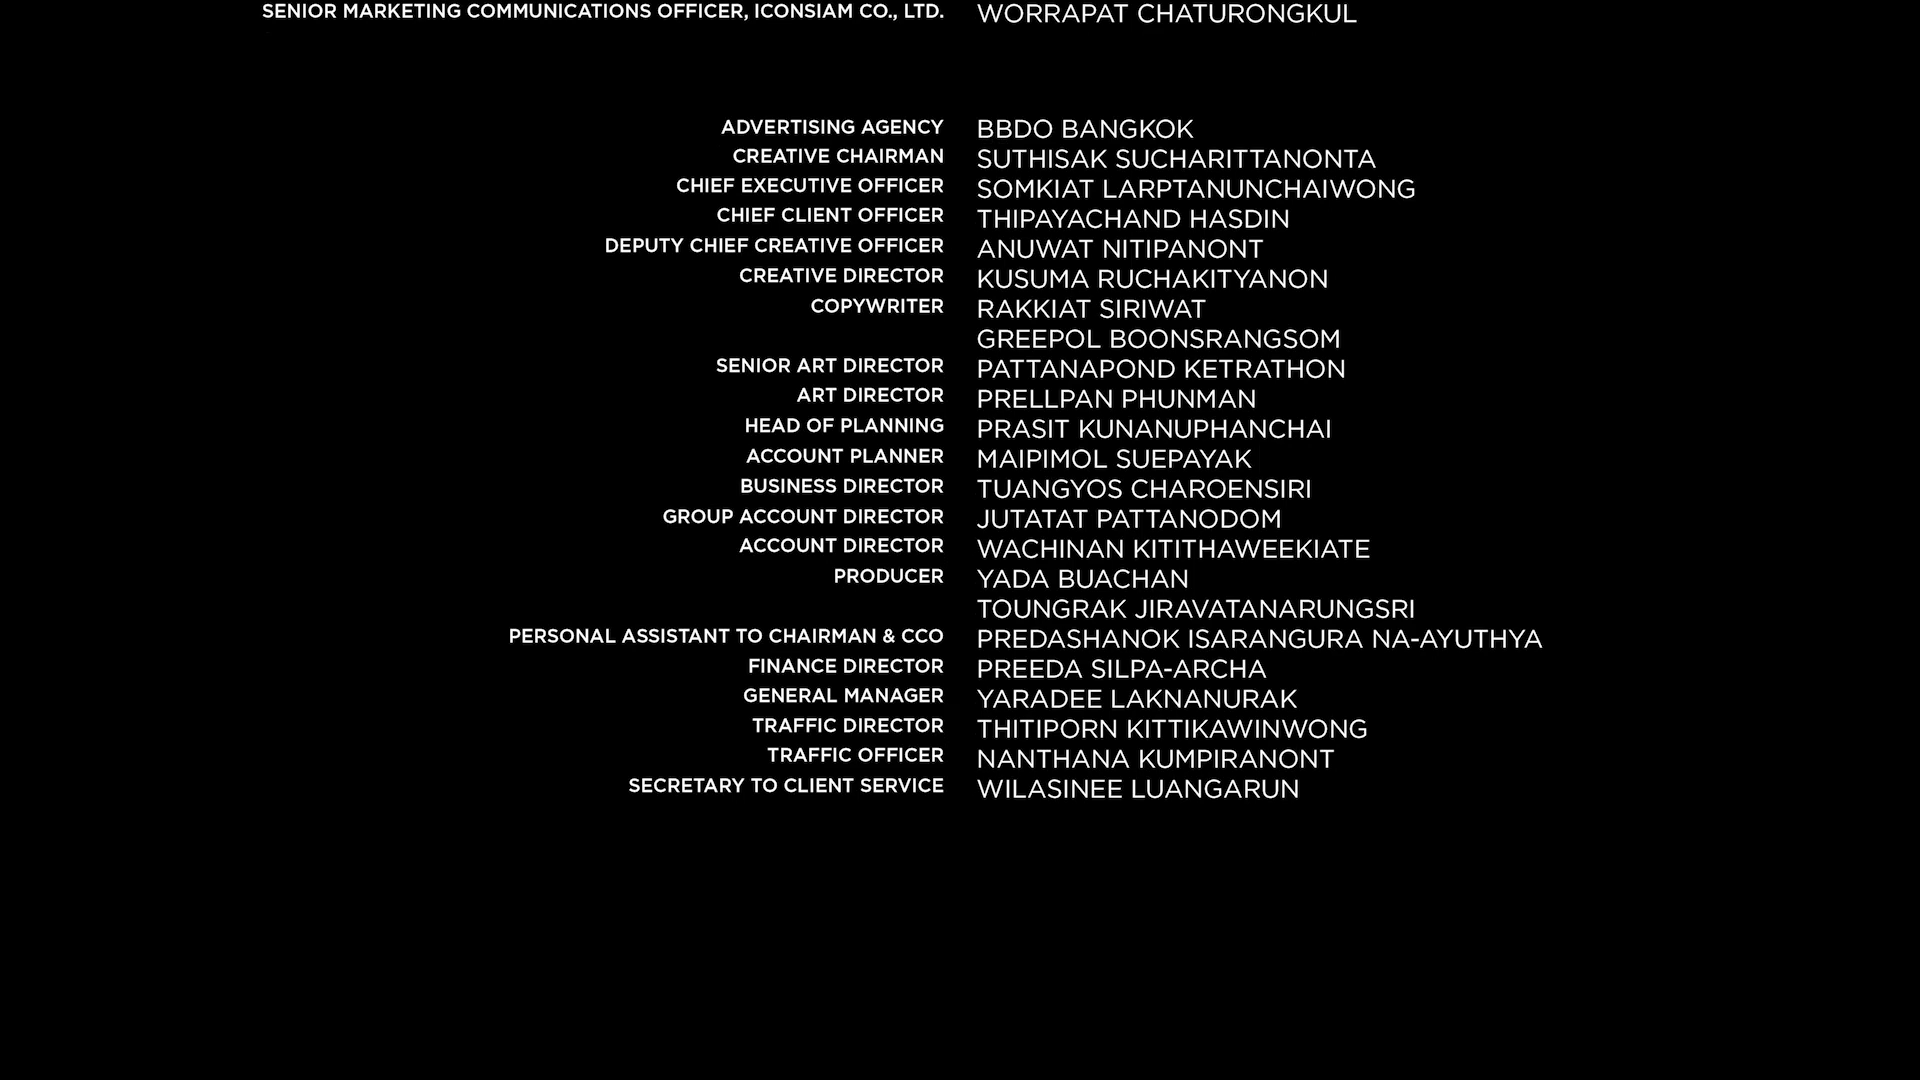 SENIOR MARKETING COMMUNICATIONS OFFICER, ICONSIAM CO., LTD. WORRAPAT CHATURONGKUL
ADVERTISING AGENCY BBDO BANGKOK
CREATIVE CHAIRMAN SUTHISAK SUCHARITTANONTA
CHIEF EXECUTIVE OFFICER SOMKIAT LARPTANUNCHAIWONG
CHIEF CLIENT OFFICER THIPAYACHAND HASDIN
DEPUTY CHIEF CREATIVE OFFICER ANUWAT NITIPANONT
CREATIVE DIRECTOR KUSUMA RUCHAKITYANON
COPYWRITER RAKKIAT SIRIWAT
GREEPOL BOONSRANGSOM
SENIOR ART DIRECTOR PATTANAPOND KETRATHON
ART DIRECTOR PRELLPAN PHUNMAN
HEAD OF PLANNING PRASIT KUNANUPHANCHAI
ACCOUNT PLANNER MAIPIMOL SUEPAYAK
BUSINESS DIRECTOR TUANGYOS CHAROENSIRI
GROUP ACCOUNT DIRECTOR JUTATAT PATTANODOM
ACCOUNT DIRECTOR WACHINAN KITITHAWEEKIATE
PRODUCER YADA BUACHAN
TOUNGRAK JIRAVATANARUNGSRI
PERSONAL ASSISTANT TO CHAIRMAN & CCO PREDASHANOK ISARANGURA NA-AYUTHYA
FINANCE DIRECTOR PREEDA SILPA-ARCHA
GENERAL MANAGER YARADEE LAKNANURAK
TRAFFIC DIRECTOR THITIPORN KITTIKAWINWONG
TRAFFIC OFFICER NANTHANA KUMPIRANONT
SECRETARY TO CLIENT SERVICE WILASINEE LUANGARUN